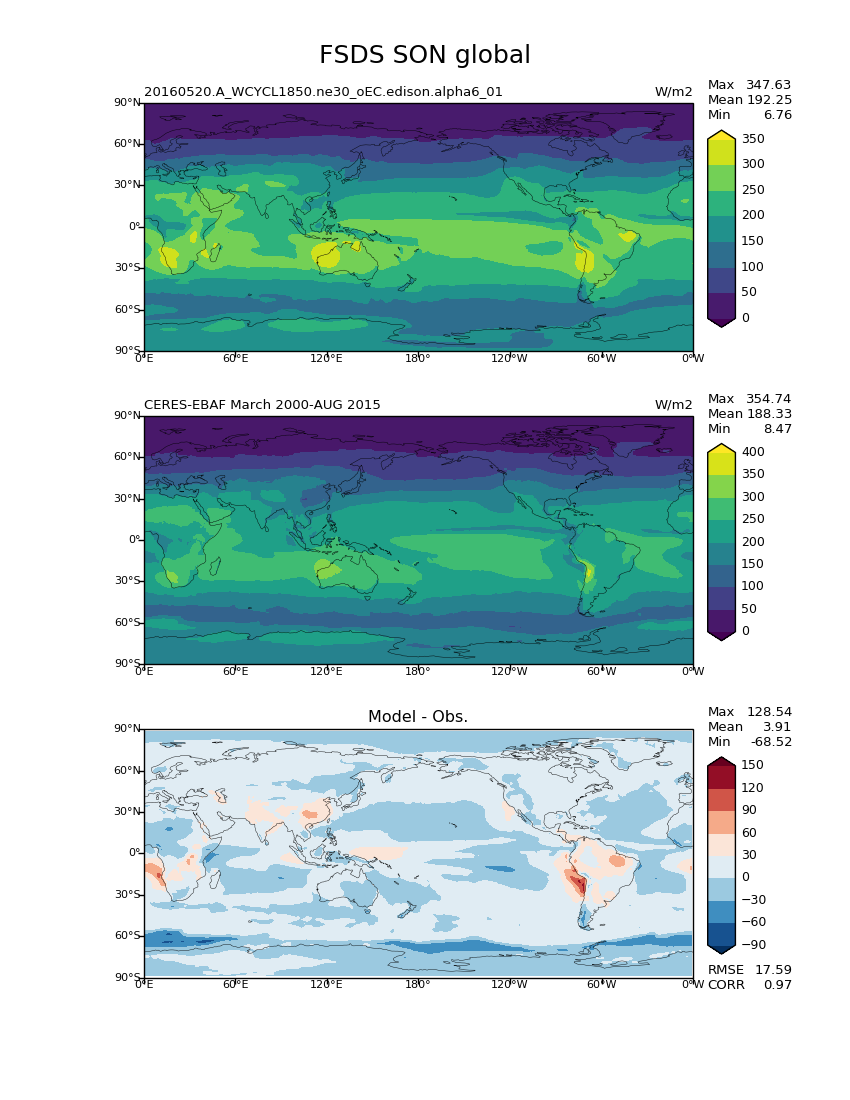 FSDS SON global
20160520.A_WCYCL1850.ne30_oEC.edison.alpha6_01 W/m2
Max 347.63
Mean 192.25
Min 6.76
90°N
60°N
30°N
0°
30°S
60°S
90°S
0°E 60°E 120°E 180° 120°W 60°W 0°W
350
300
250
200
150
100
50
0
CERES-EBAF March 2000-AUG 2015 W/m2
Max 354.74
Mean 188.33
Min 8.47
90°N
60°N
30°N
0°
30°S
60°S
90°S
0°E 60°E 120°E 180° 120°W 60°W 0°W
400
350
300
250
200
150
100
50
0
Model - Obs.
Max 128.54
Mean 3.91
Min -68.52
90°N
60°N
30°N
0°
30°S
60°S
90°S
0°E 60°E 120°E 180° 120°W 60°W 0°W
150
120
90
60
30
0
−30
−60
−90
RMSE 17.59
CORR 0.97